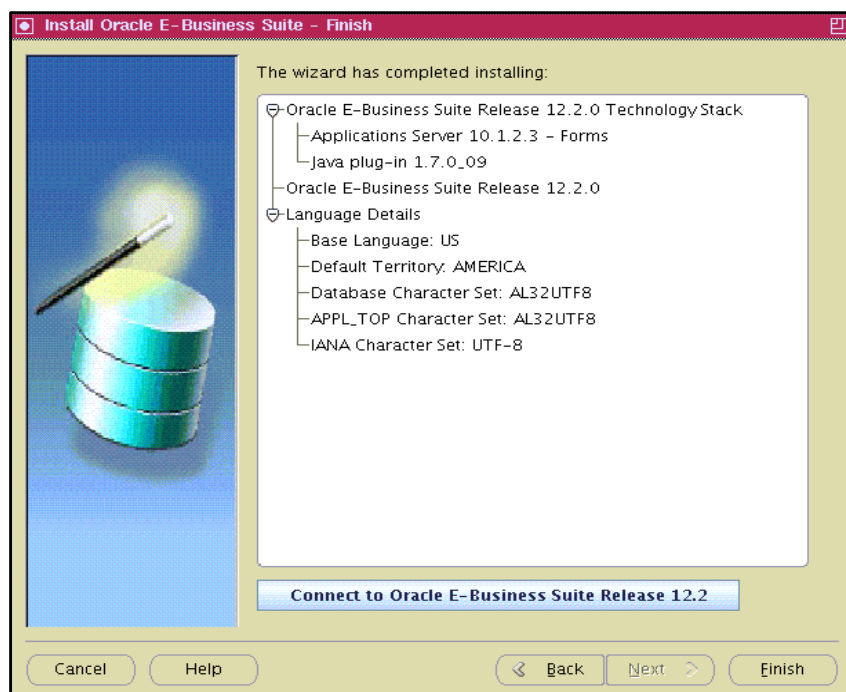 Install Oracle E-Business Suite - Finish
The wizard has completed installing:
Oracle E-Business Suite Release 12.2.0 Technology Stack
Applications Server 10.1.2.3 - Forms
Java plug-in 1.7.0_09
Oracle E-Business Suite Release 12.2.0
Language Details
Base Language: US
Default Territory: AMERICA
Database Character Set: AL32UTF8
APPL_TOP Character Set: AL32UTF8
IANA Character Set: UTF-8
Connect to Oracle E-Business Suite Release 12.2
Cancel Help Back Next Finish